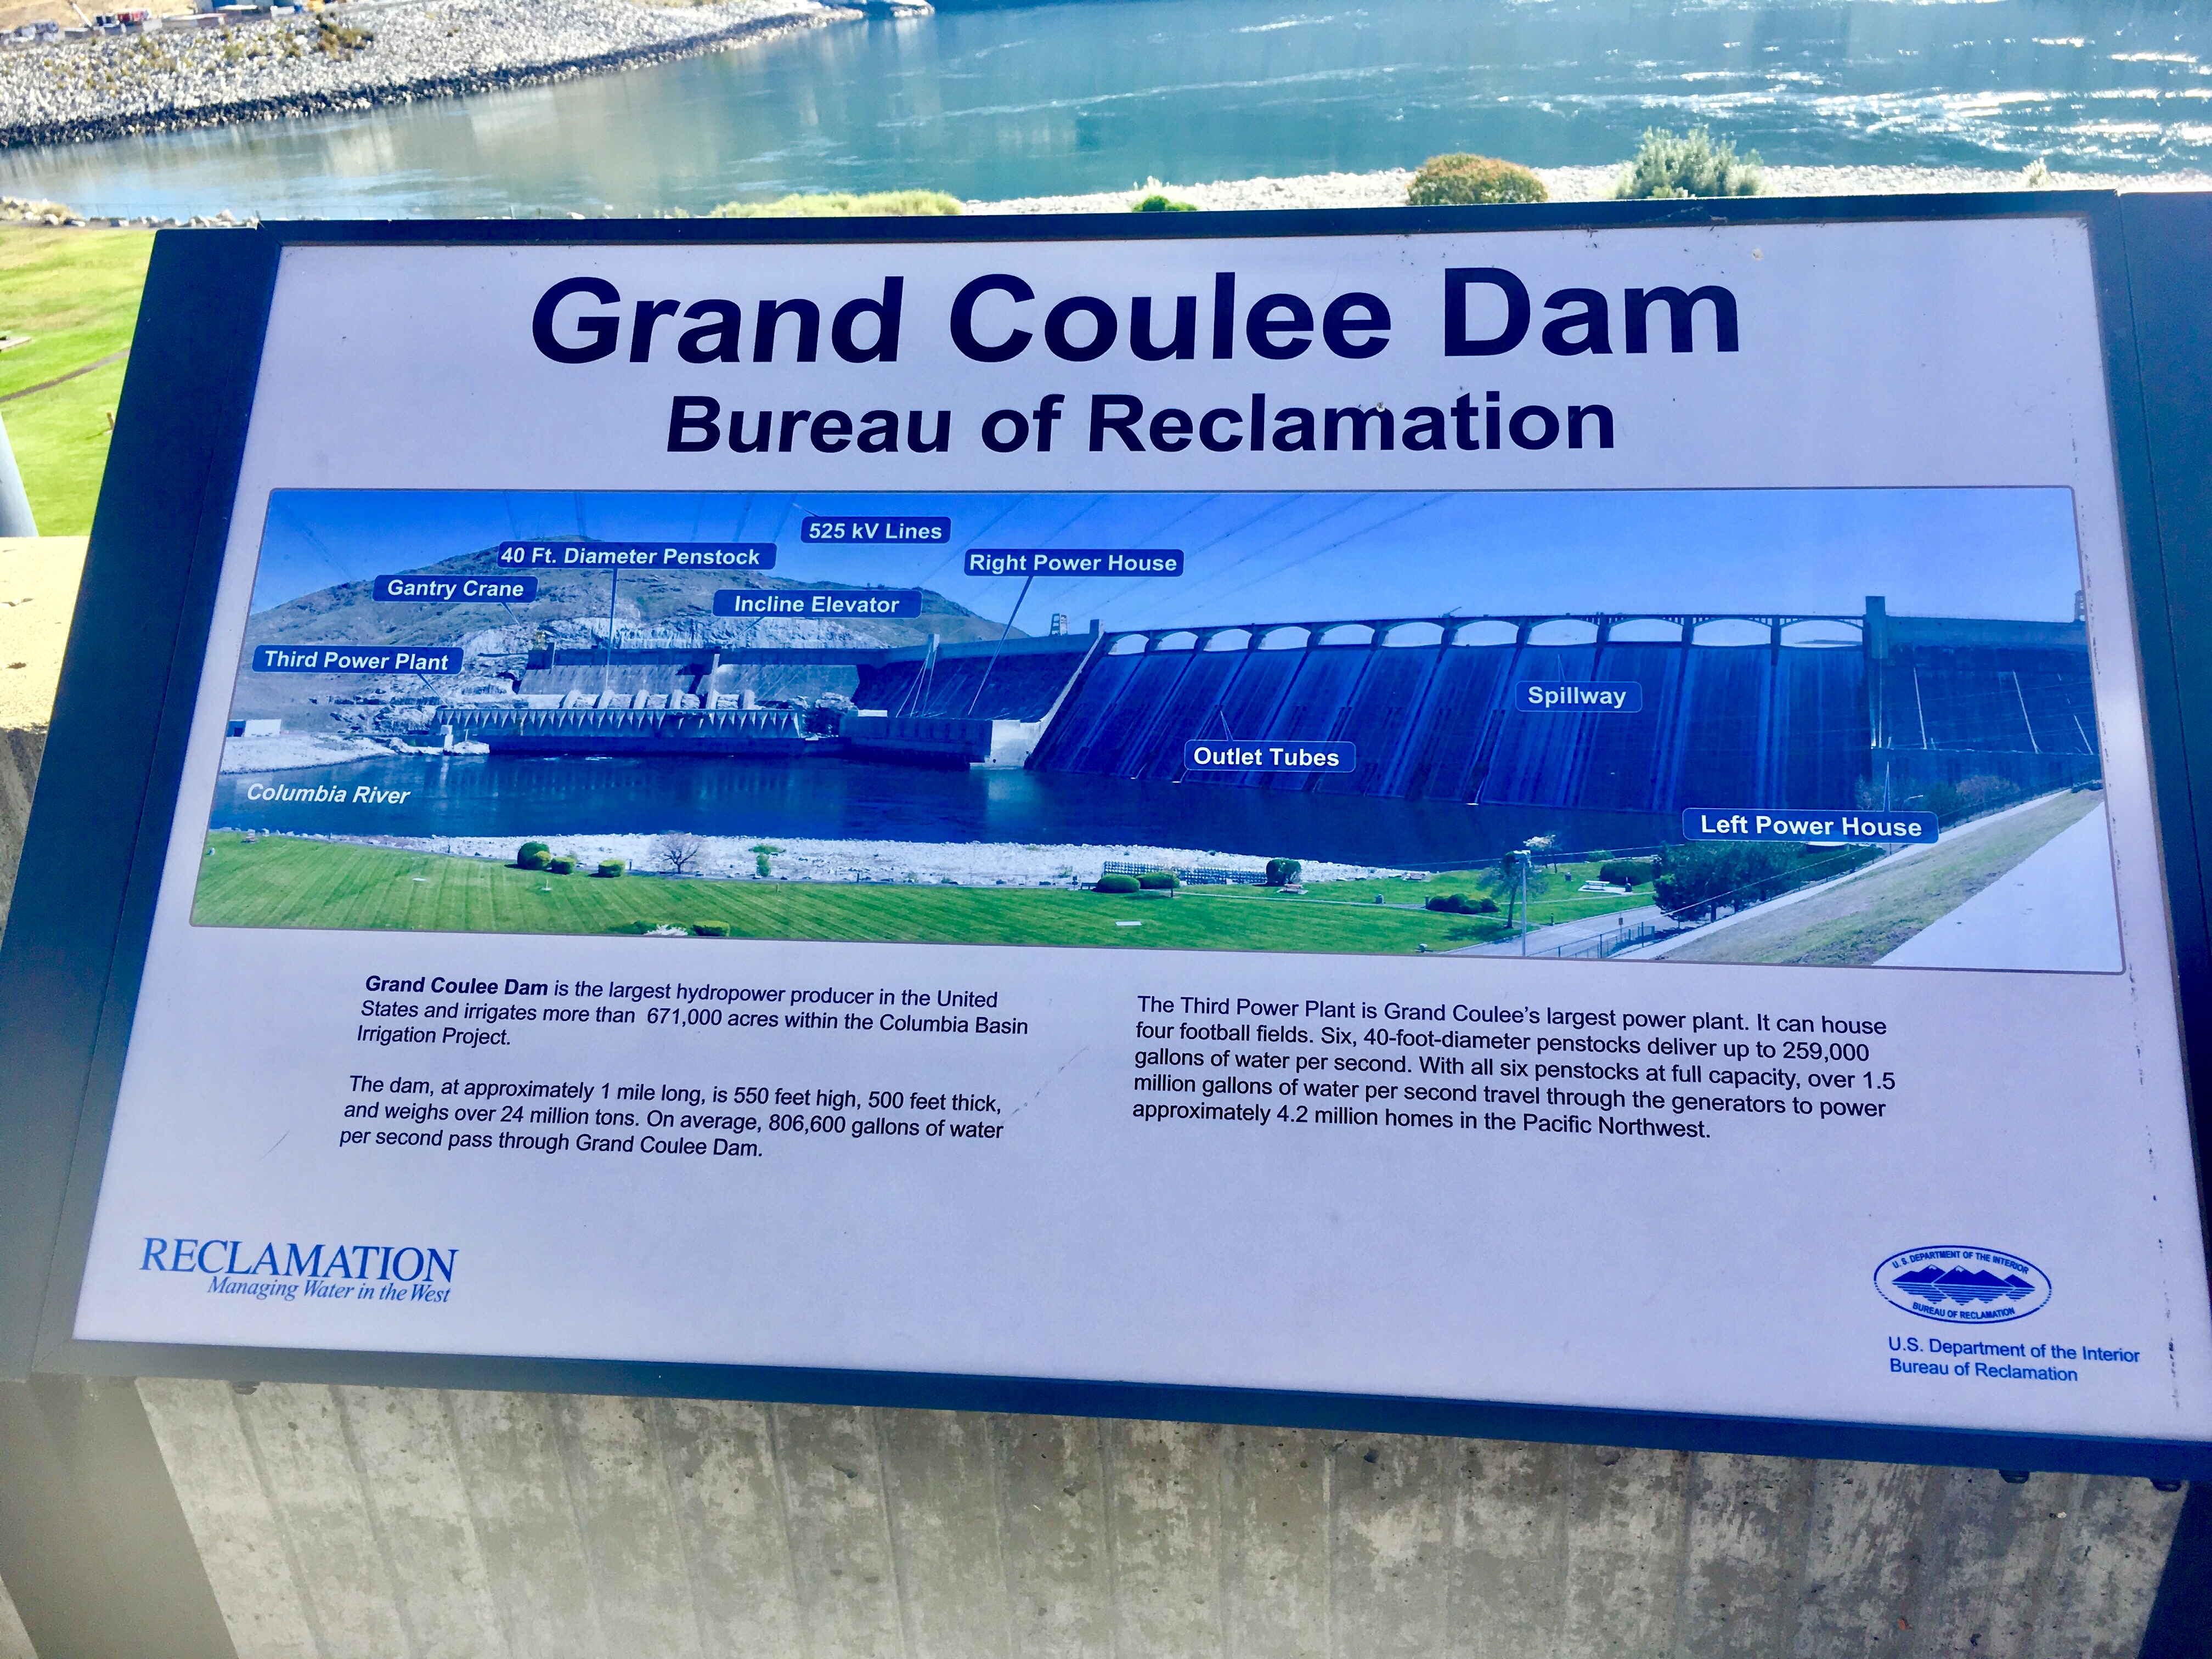 Grand Coulee Dam
Bureau of Reclamation
525 kV Lines
40 Ft. Diameter Penstock
Right Power House
Gantry Crane
Incline Elevator
Third Power Plant
Spillway
Outlet Tubes
Columbia River
Left Power House
Grand Coulee Dam is the largest hydropower producer in the United
States and irrigates more than 671,000 acres within the Columbia Basin
Irrigation Project.
The dam, at approximately 1 mile long, is 550 feet high, 500 feet thick,
and weighs over 24 million tons. On average, 806,600 gallons of water
per second pass through Grand Coulee Dam.
The Third Power Plant is Grand Coulee's largest power plant. It can house
four football fields. Six, 40-foot-diameter penstocks deliver up to 259,000
gallons of water per second. With all six penstocks at full capacity, over 1.5
million gallons of water per second travel through the generators to power
approximately 4.2 million homes in the Pacific Northwest.
RECLAMATION
Managing Water in the West
U. S. DEPARTMENT OF THE INTERIOR
BUREAU OF RECLAMATION
U.S. Department of the Interior
Bureau of Reclamation